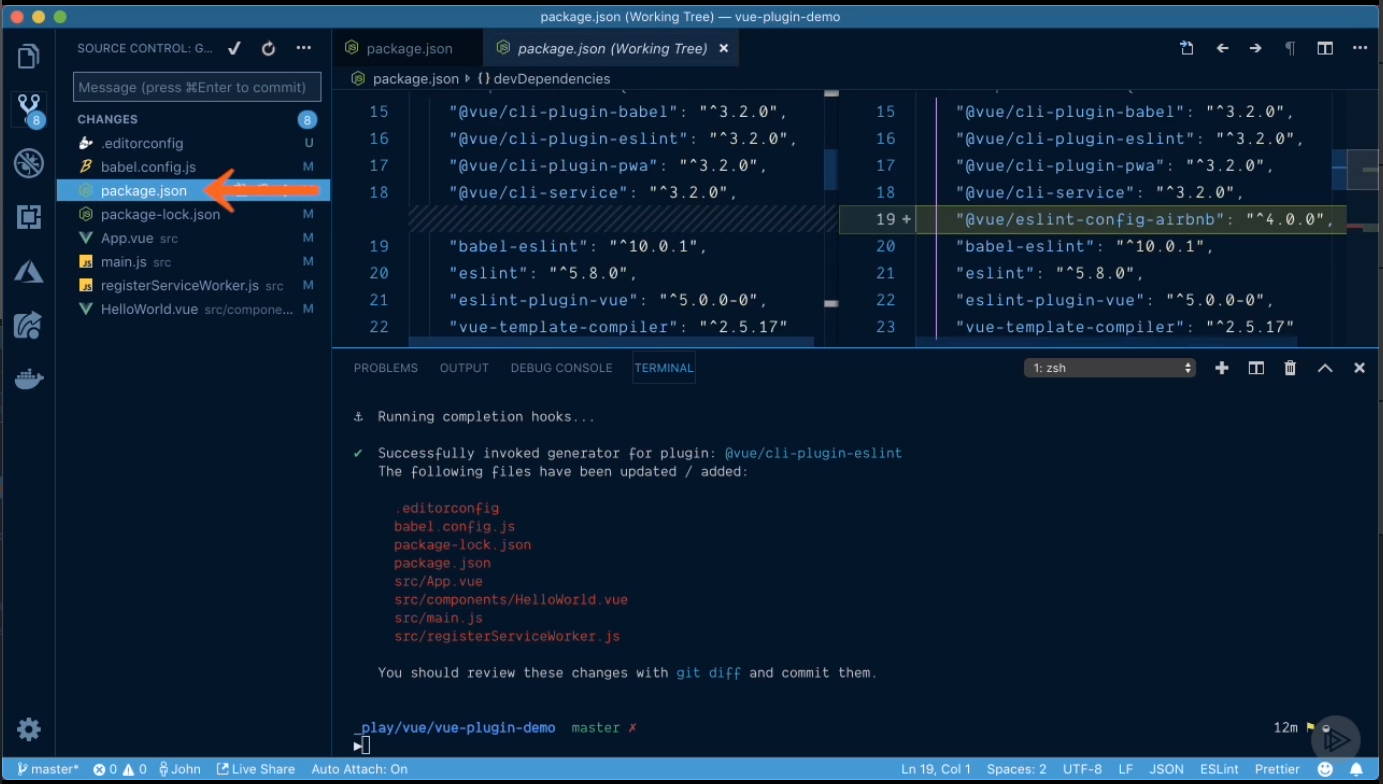 package.json (Working Tree) — vue-plugin-demo
SOURCE CONTROL: G...
package.json
package.json (Working Tree)
package.json
{} devDependencies
Message (press ⌘Enter to commit)
8
CHANGES 8
.editorconfig U
babel.config.js M
package.json
package-lock.json M
App.vue src M
main.js src M
registerServiceWorker.js src M
HelloWorld.vue src/compone... M
15 "@vue/cli-plugin-babel": "^3.2.0",
16 "@vue/cli-plugin-eslint": "^3.2.0",
17 "@vue/cli-plugin-pwa": "^3.2.0",
18 "@vue/cli-service": "^3.2.0",
19 "babel-eslint": "^10.0.1",
20 "eslint": "^5.8.0",
21 "eslint-plugin-vue": "^5.0.0-0",
22 "vue-template-compiler": "^2.5.17"
15 "@vue/cli-plugin-babel": "^3.2.0",
16 "@vue/cli-plugin-eslint": "^3.2.0",
17 "@vue/cli-plugin-pwa": "^3.2.0",
18 "@vue/cli-service": "^3.2.0",
19 + "@vue/eslint-config-airbnb": "^4.0.0",
20 "babel-eslint": "^10.0.1",
21 "eslint": "^5.8.0",
22 "eslint-plugin-vue": "^5.0.0-0",
23 "vue-template-compiler": "^2.5.17"
PROBLEMS OUTPUT DEBUG CONSOLE TERMINAL 1: zsh
Running completion hooks...
✔ Successfully invoked generator for plugin: @vue/cli-plugin-eslint
The following files have been updated / added:
.editorconfig
babel.config.js
package-lock.json
package.json
src/App.vue
src/components/HelloWorld.vue
src/main.js
src/registerServiceWorker.js
You should review these changes with git diff and commit them.
_play/vue/vue-plugin-demo master ✗ 12m
master* 0 0 John Live Share Auto Attach: On Ln 19, Col 1 Spaces: 2 UTF-8 LF JSON ESLint Prettier